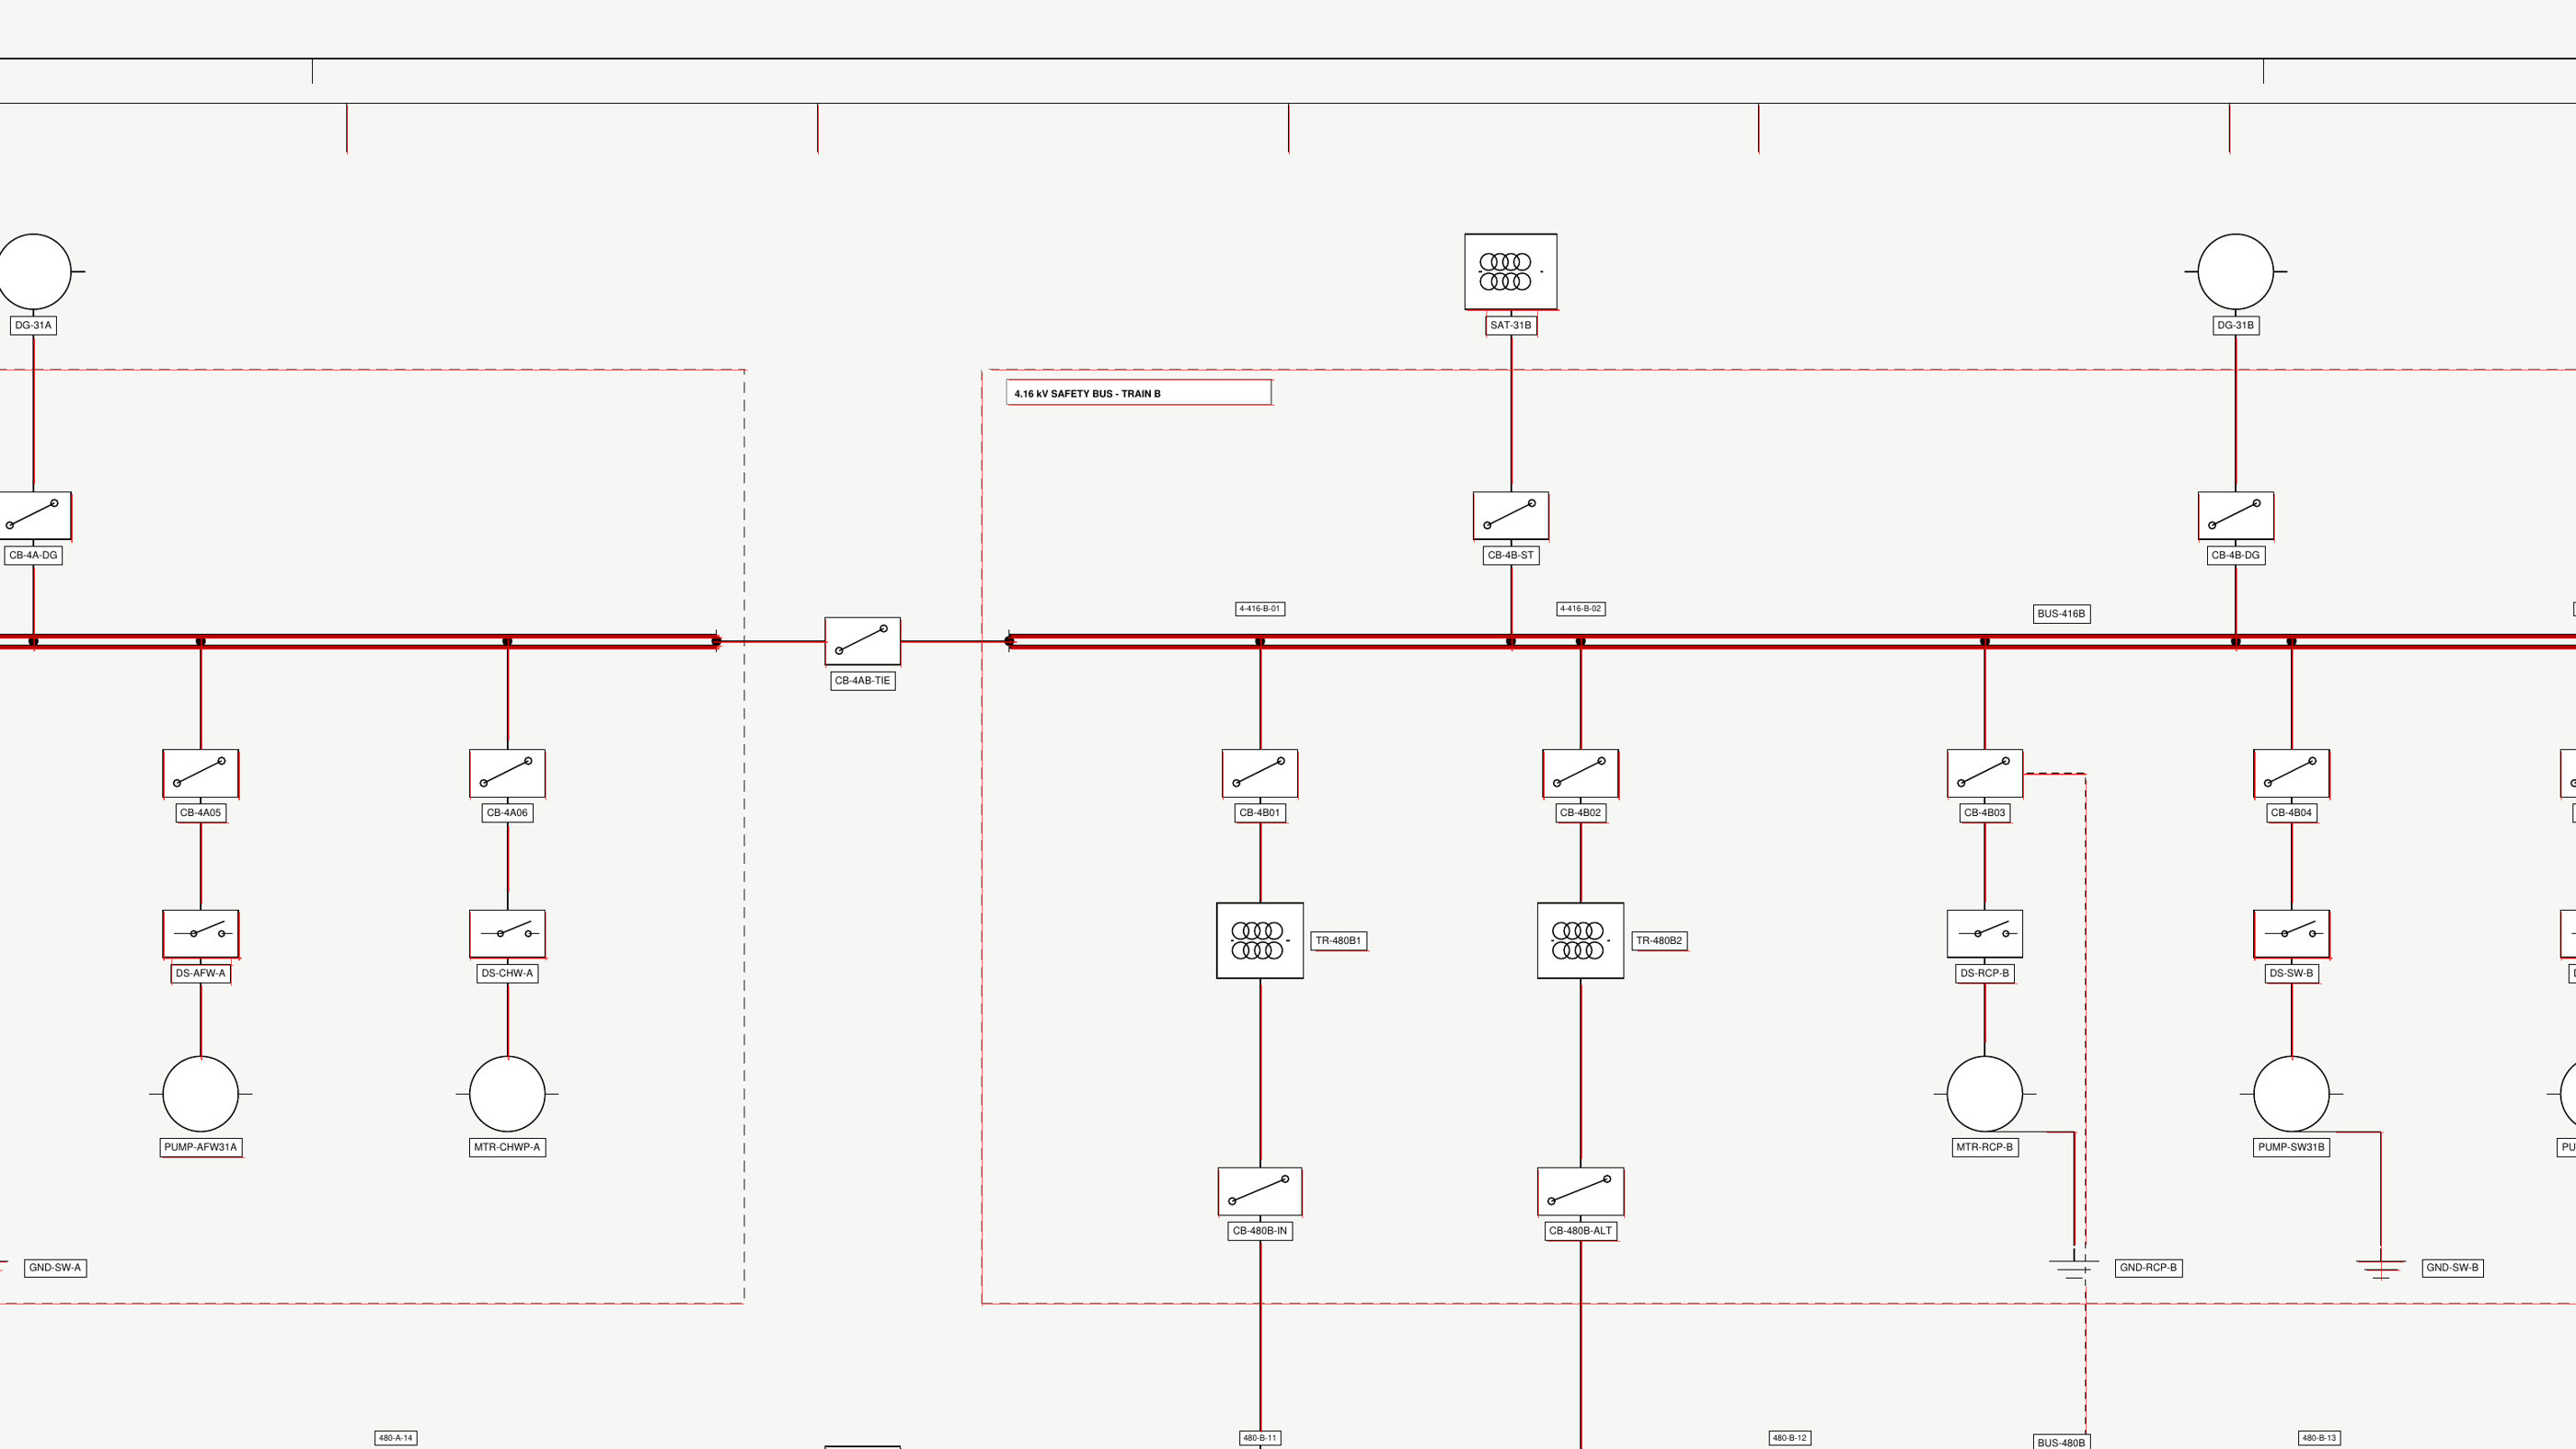 DG-31A
SAT-31B
DG-31B
4.16 kV SAFETY BUS - TRAIN B
CB-4A-DG
CB-4B-ST
CB-4B-DG
4-416-B-01
4-416-B-02
BUS-416B
CB-4AB-TIE
CB-4A05
CB-4A06
CB-4B01
CB-4B02
CB-4B03
CB-4B04
TR-480B1
TR-480B2
DS-AFW-A
DS-CHW-A
DS-RCP-B
DS-SW-B
PUMP-AFW31A
MTR-CHWP-A
MTR-RCP-B
PUMP-SW31B
PU
CB-480B-IN
CB-480B-ALT
GND-SW-A
GND-RCP-B
GND-SW-B
480-A-14
480-B-11
480-B-12
BUS-480B
480-B-13